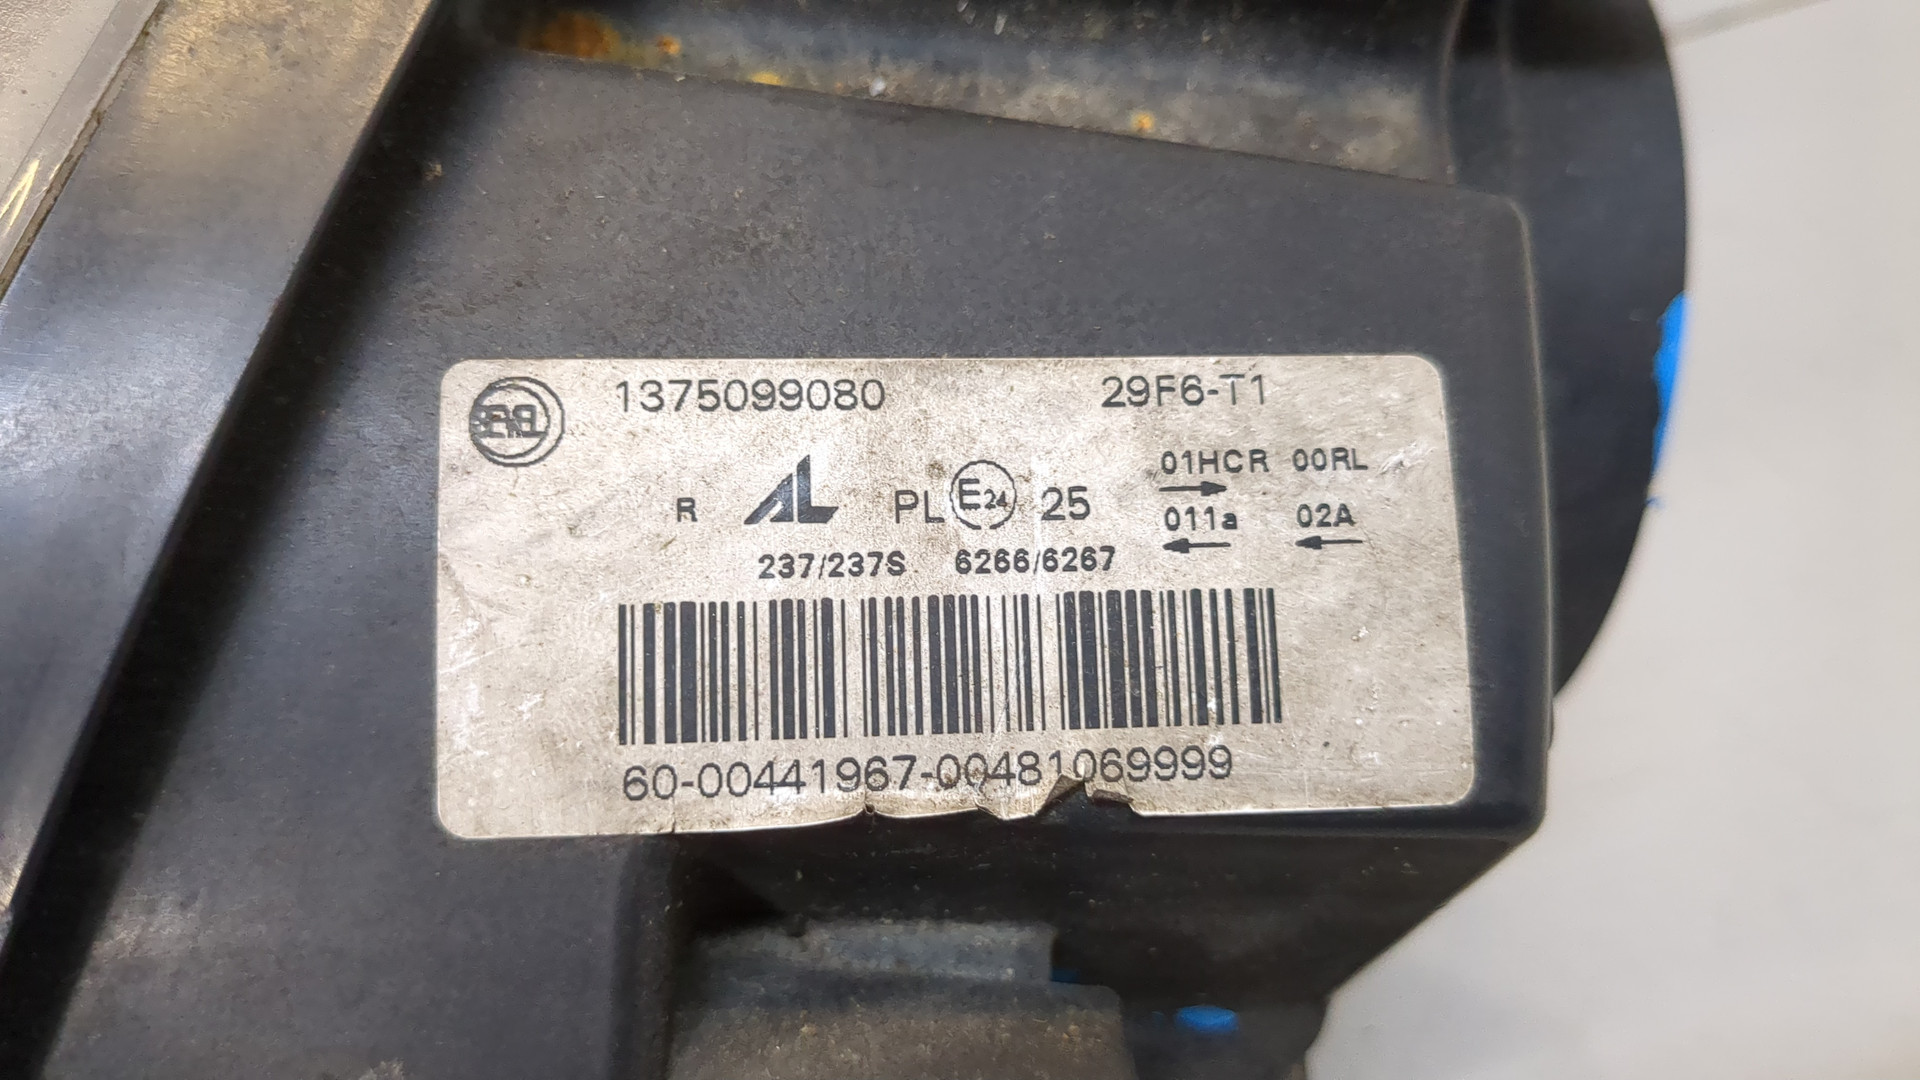 1375099080 29F6-T1
01HCR 00RL
R AL PL E24 25
011a 02A
237/237S 6266/6267
60-00441967-00481069999